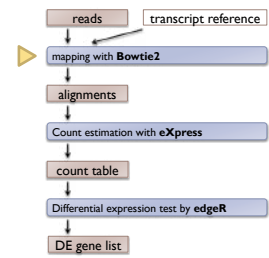 reads
transcript reference
mapping with Bowtie2
alignments
Count estimation with eXpress
count table
Differential expression test by edgeR
DE gene list